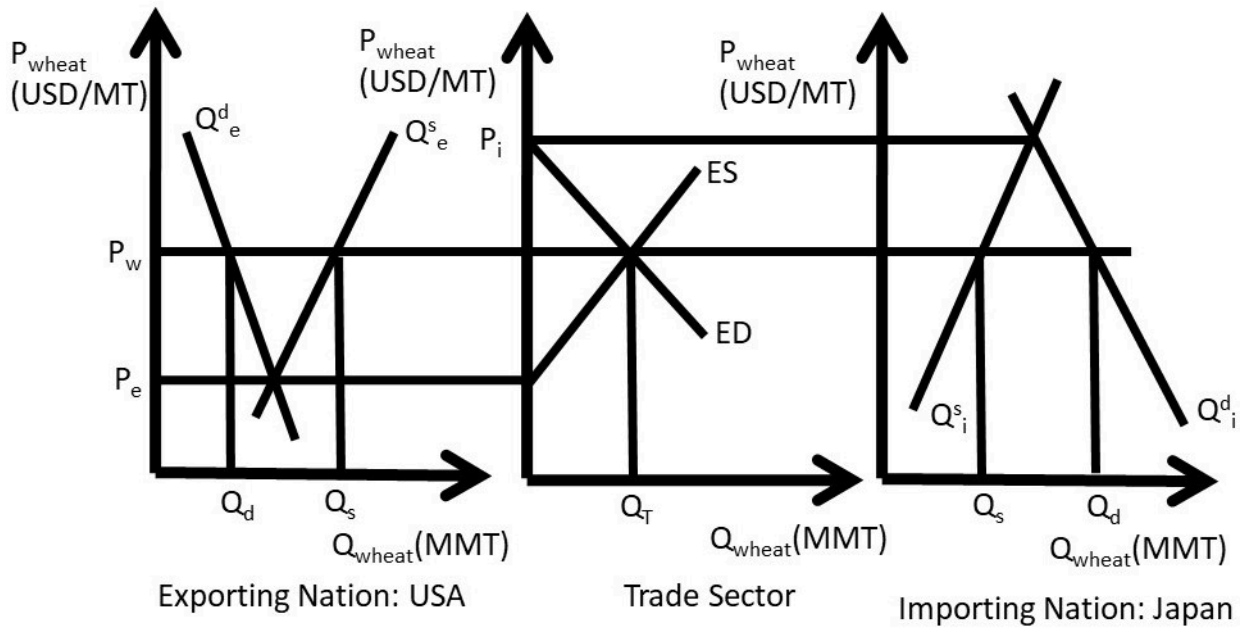 P_wheat
(USD/MT)
Q^d_e
Q^s_e
P_w
P_e
Q_d
Q_s
Q_wheat(MMT)
Exporting Nation: USA
P_wheat
(USD/MT)
P_i
ES
ED
Q_T
Q_wheat(MMT)
Trade Sector
P_wheat
(USD/MT)
Q^s_i
Q^d_i
Q_s
Q_d
Q_wheat(MMT)
Importing Nation: Japan